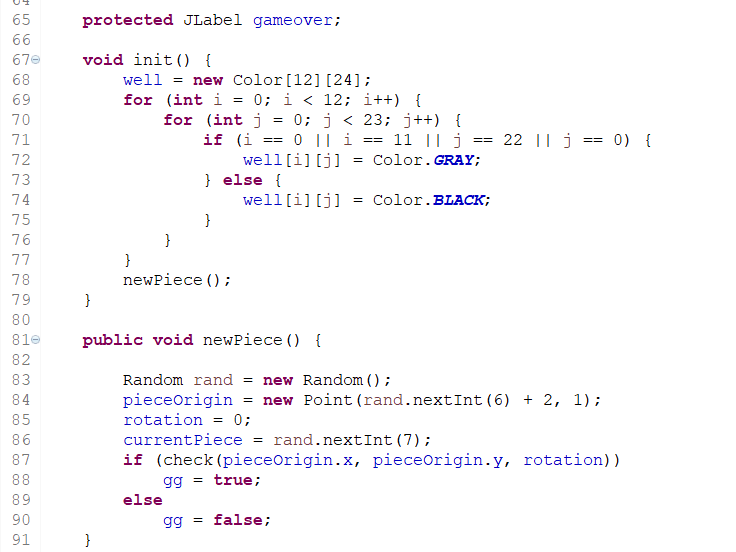 65 protected JLabel gameover;
66
67 void init() {
68 well = new Color[12][24];
69 for (int i = 0; i < 12; i++) {
70 for (int j = 0; j < 23; j++) {
71 if (i == 0 || i == 11 || j == 22 || j == 0) {
72 well[i][j] = Color.GRAY;
73 } else {
74 well[i][j] = Color.BLACK;
75 }
76 }
77 }
78 newPiece();
79 }
80
81 public void newPiece() {
82
83 Random rand = new Random();
84 pieceOrigin = new Point(rand.nextInt(6) + 2, 1);
85 rotation = 0;
86 currentPiece = rand.nextInt(7);
87 if (check(pieceOrigin.x, pieceOrigin.y, rotation))
88 gg = true;
89 else
90 gg = false;
91 }